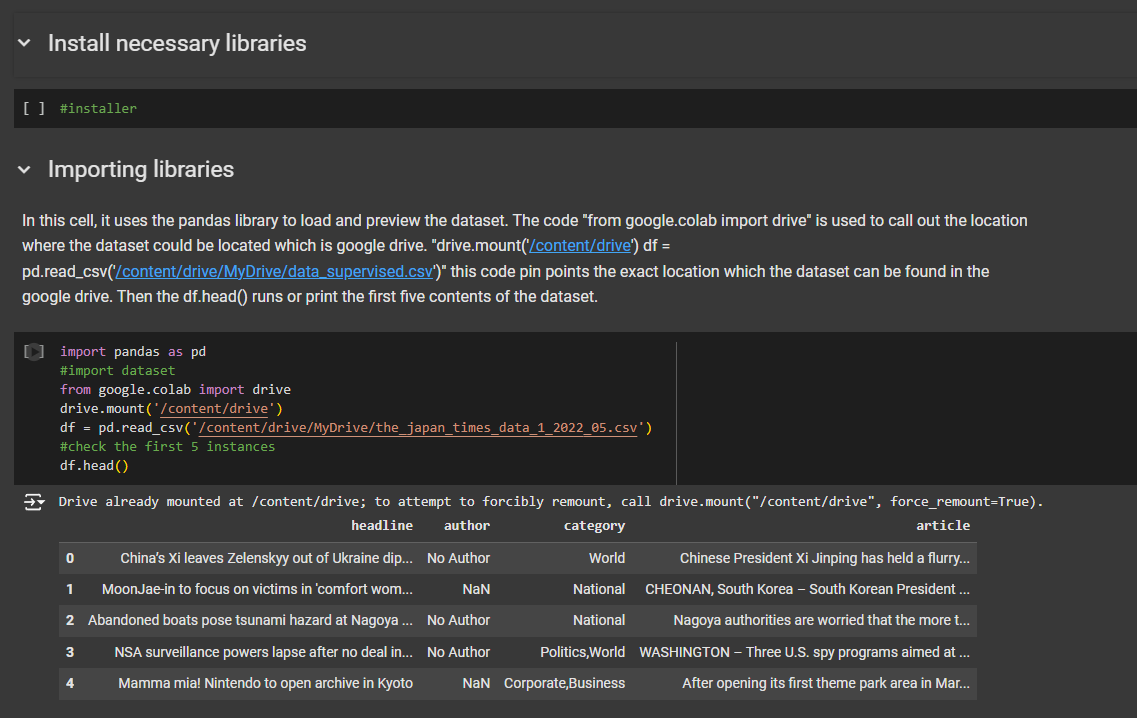 Install necessary libraries
[ ] #installer
Importing libraries
In this cell, it uses the pandas library to load and preview the dataset. The code "from google.colab import drive" is used to call out the location
where the dataset could be located which is google drive. "drive.mount('/content/drive') df =
pd.read_csv('/content/drive/MyDrive/data_supervised.csv')" this code pin points the exact location which the dataset can be found in the
google drive. Then the df.head() runs or print the first five contents of the dataset.
import pandas as pd
#import dataset
from google.colab import drive
drive.mount('/content/drive')
df = pd.read_csv('/content/drive/MyDrive/the_japan_times_data_1_2022_05.csv')
#check the first 5 instances
df.head()
Drive already mounted at /content/drive; to attempt to forcibly remount, call drive.mount("/content/drive", force_remount=True).
headline author category article
0 China’s Xi leaves Zelenskyy out of Ukraine dip... No Author World Chinese President Xi Jinping has held a flurry...
1 MoonJae-in to focus on victims in 'comfort wom... NaN National CHEONAN, South Korea – South Korean President ...
2 Abandoned boats pose tsunami hazard at Nagoya ... No Author National Nagoya authorities are worried that the more t...
3 NSA surveillance powers lapse after no deal in... No Author Politics,World WASHINGTON – Three U.S. spy programs aimed at ...
4 Mamma mia! Nintendo to open archive in Kyoto NaN Corporate,Business After opening its first theme park area in Mar...